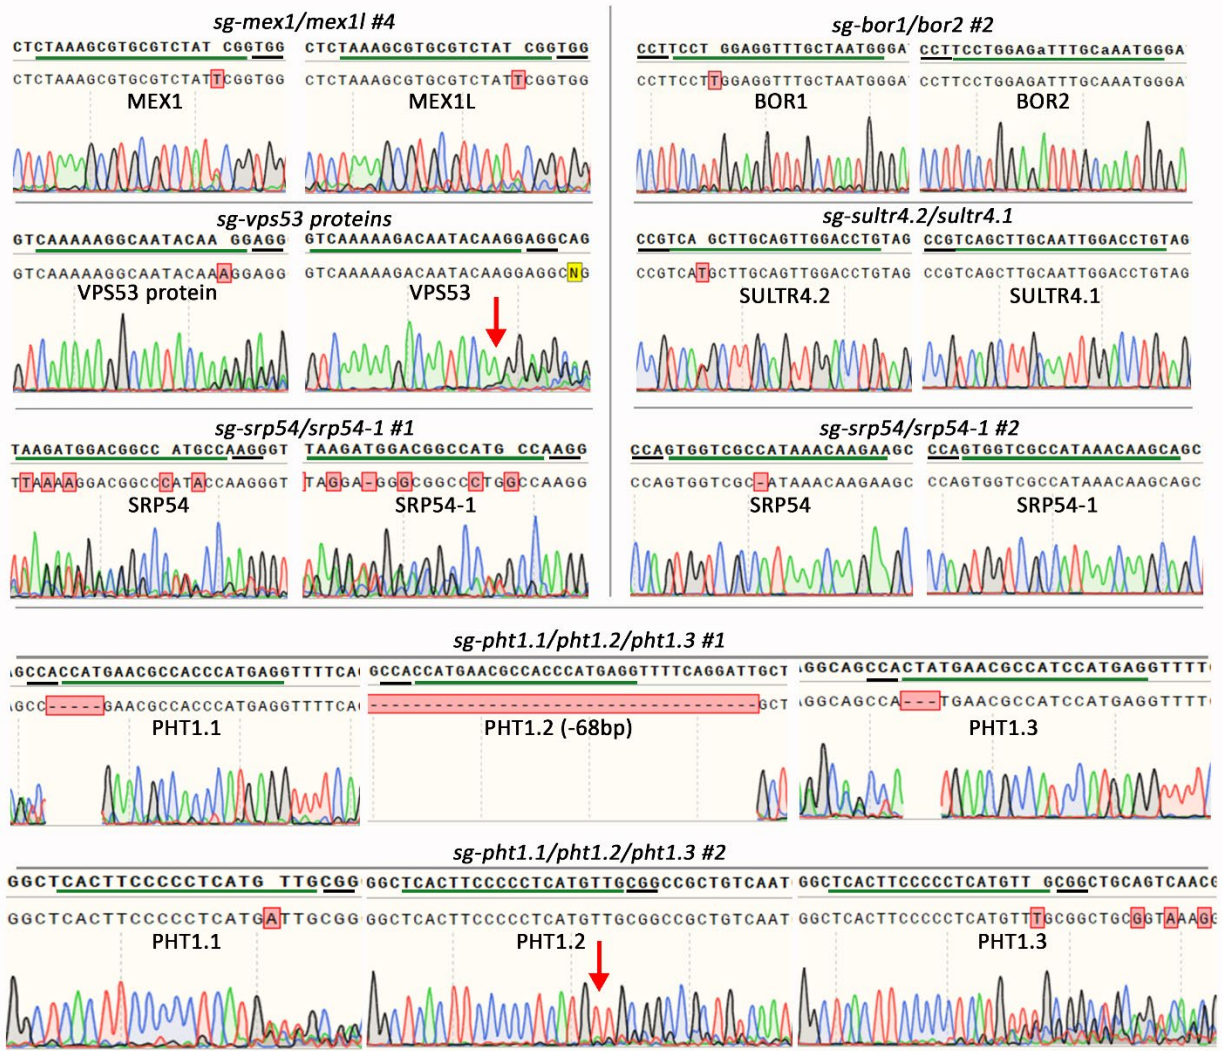 sg-mex1/mex1l #4
CTCTAAAGCGTGCGTCTAT CGGTGG
CTCTAAAGCGTGCGTCTATTCGGTGG
MEX1
CTCTAAAGCGTGCGTCTAT CGGTGG
CTCTAAAGCGTGCGTCTATTCGGTGG
MEX1L
sg-bor1/bor2 #2
CCTTCCT GGAGGTTTGCTAATGGGA
CCTTCCTTGGAGGTTTGCTAATGGGA
BOR1
CCTTCCTGGAGaTTTGCaAATGGGA
CCTTCCTGGAGATTTGCAAATGGGA
BOR2
sg-vps53 proteins
GTCAAAAAGGCAATACAA GGAGG
GTCAAAAAGGCAATACAAAGGAGG
VPS53 protein
GTCAAAAAGACAATACAAGGAGGCAG
GTCAAAAAGACAATACAAGGAGGCNG
VPS53
sg-sultr4.2/sultr4.1
CCGTCA GCTTGCAGTTGGACCTGTAG
CCGTCATGCTTGCAGTTGGACCTGTAG
SULTR4.2
CCGTCAGCTTGCAATTGGACCTGTAG
CCGTCAGCTTGCAATTGGACCTGTAG
SULTR4.1
sg-srp54/srp54-1 #1
TAAGATGGACGGCC ATGCCAAGGGT
TTAAAAGGACGGCCCATACCAAGGGT
SRP54
TAAGATGGACGGCCATG CCAAGG
TAGGA-GGGCGGCCCTGGCCAAGG
SRP54-1
sg-srp54/srp54-1 #2
CCAGTGGTCGCCATAAACAAGAAGC
CCAGTGGTCGC-ATAAACAAGAAGC
SRP54
CCAGTGGTCGCCATAAACAAGCAGC
CCAGTGGTCGCCATAAACAAGCAGC
SRP54-1
sg-pht1.1/pht1.2/pht1.3 #1
AGCCACCATGAACGCCACCCATGAGGTTTTCAG
AGCC-----GAACGCCACCCATGAGGTTTTCAG
PHT1.1
GCCACCATGAACGCCACCCATGAGGTTTTCAGGATTGCT
------------------------------------GCT
PHT1.2 (-68bp)
AGGCAGCCACTATGAACGCCATCCATGAGGTTTT
AGGCAGCCA---TGAACGCCATCCATGAGGTTTT
PHT1.3
sg-pht1.1/pht1.2/pht1.3 #2
GGCTCACTTCCCCCTCATG TTGCGG
GGCTCACTTCCCCCTCATGATTGCGG
PHT1.1
GGCTCACTTCCCCCTCATGTTGCGGCCGCTGTCAAT
GGCTCACTTCCCCCTCATGTTGCGGCCGCTGTCAAT
PHT1.2
GGCTCACTTCCCCCTCATGTT GCGGCTGCAGTCAACG
GGCTCACTTCCCCCTCATGTTTGCGGCTGCGGTAAAGG
PHT1.3